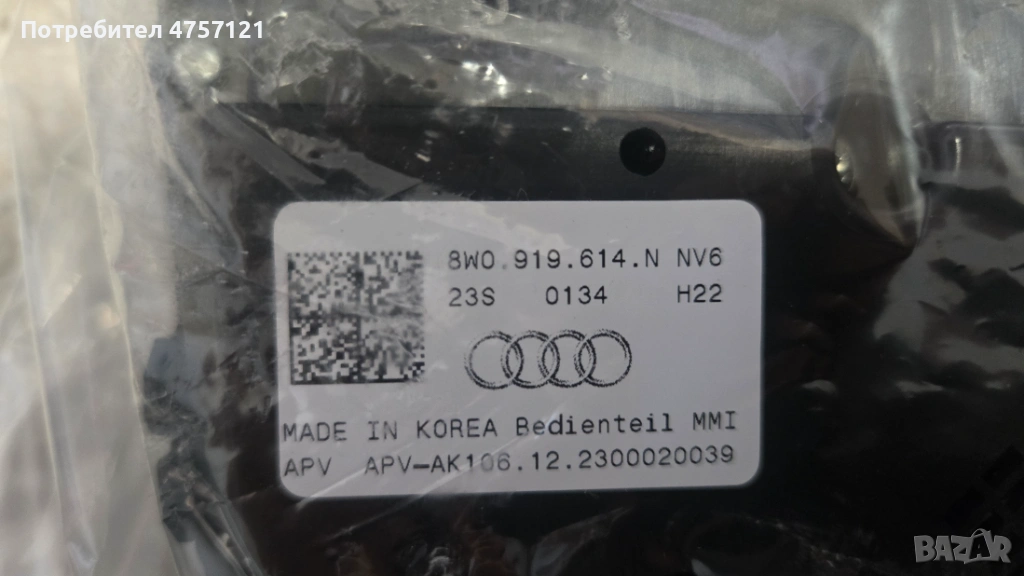 Потребител 4757121
8W0.919.614.N NV6
23S 0134 H22
MADE IN KOREA Bedienteil MMI
APV APV-AK106.12.2300020039
BAZAR